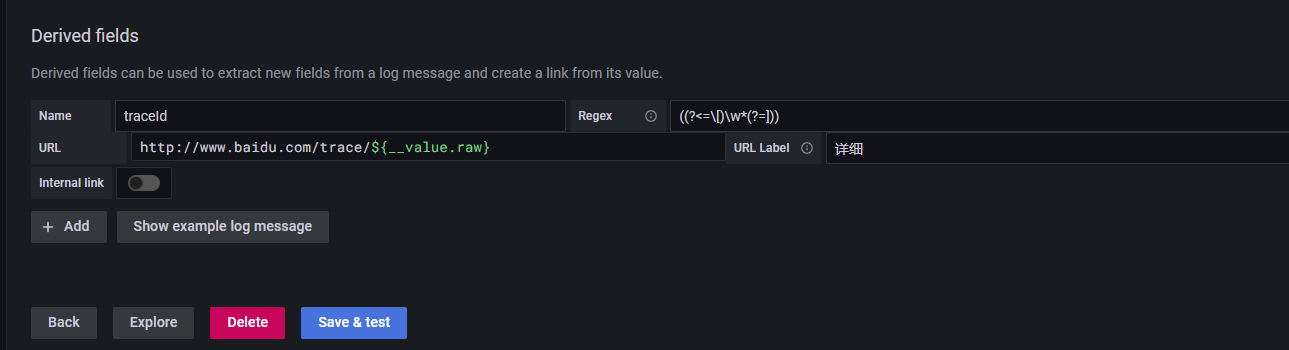 Derived fields
Derived fields can be used to extract new fields from a log message and create a link from its value.
Name traceId Regex ((?<=\[)\w*(?=]))
URL http://www.baidu.com/trace/${__value.raw} URL Label 详细
Internal link
+ Add Show example log message
Back Explore Delete Save & test